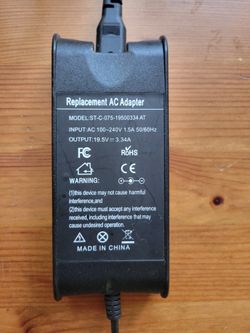 Replacement AC Adapter
MODEL:ST-C-075-19500334 AT
INPUT:AC 100~240V 1.5A 50/60Hz
OUTPUT:19.5V 3.34A
FC RoHS
WARNING: CE
(1)this device may not cause harmful
interference,and
(2)this device must accept any interference
received, including interference that may
cause undesired operation.
MADE IN CHINA